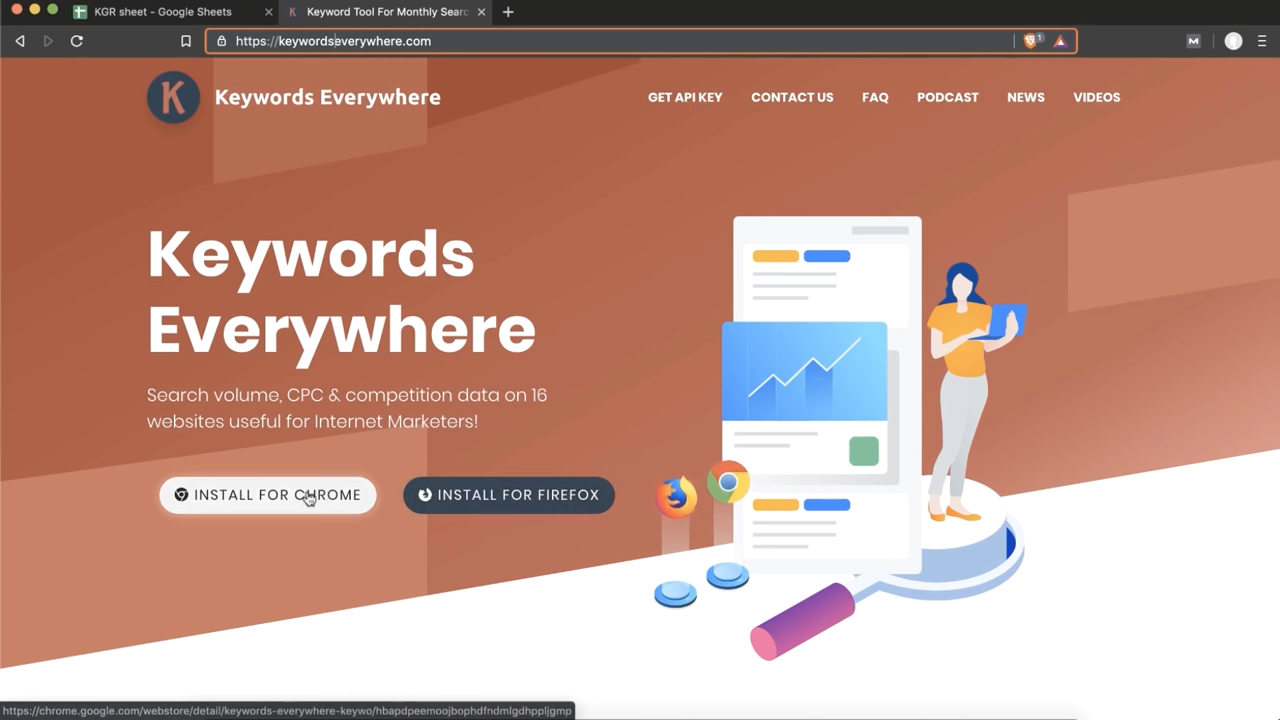 KGR sheet - Google Sheets
Keyword Tool For Monthly Searc
https://keywordseverywhere.com
1
M
K
Keywords Everywhere
GET API KEY
CONTACT US
FAQ
PODCAST
NEWS
VIDEOS
Keywords
Everywhere
Search volume, CPC & competition data on 16
websites useful for Internet Marketers!
INSTALL FOR CHROME
INSTALL FOR FIREFOX
https://chrome.google.com/webstore/detail/keywords-everywhere-keywo/hbapdpeemoojbophdfndmlgdhppljgmp